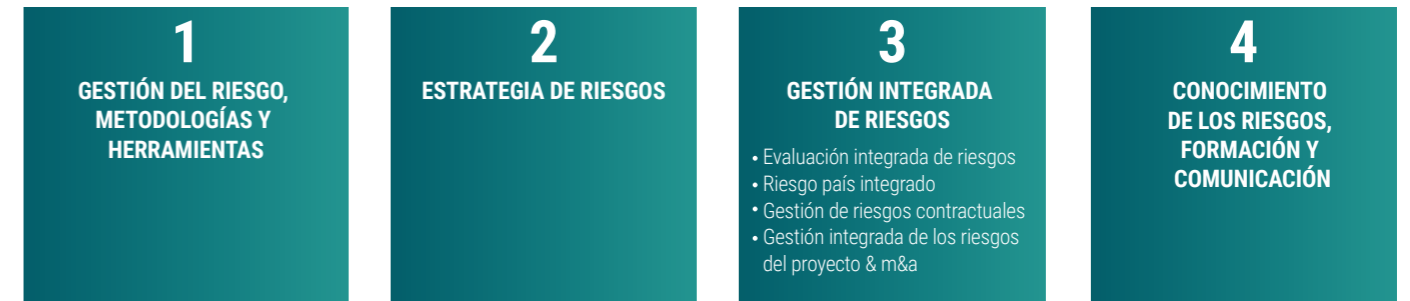 1
GESTIÓN DEL RIESGO,
METODOLOGÍAS Y
HERRAMIENTAS
2
ESTRATEGIA DE RIESGOS
3
GESTIÓN INTEGRADA
DE RIESGOS
• Evaluación integrada de riesgos
• Riesgo país integrado
• Gestión de riesgos contractuales
• Gestión integrada de los riesgos
del proyecto & m&a
4
CONOCIMIENTO
DE LOS RIESGOS,
FORMACIÓN Y
COMUNICACIÓN